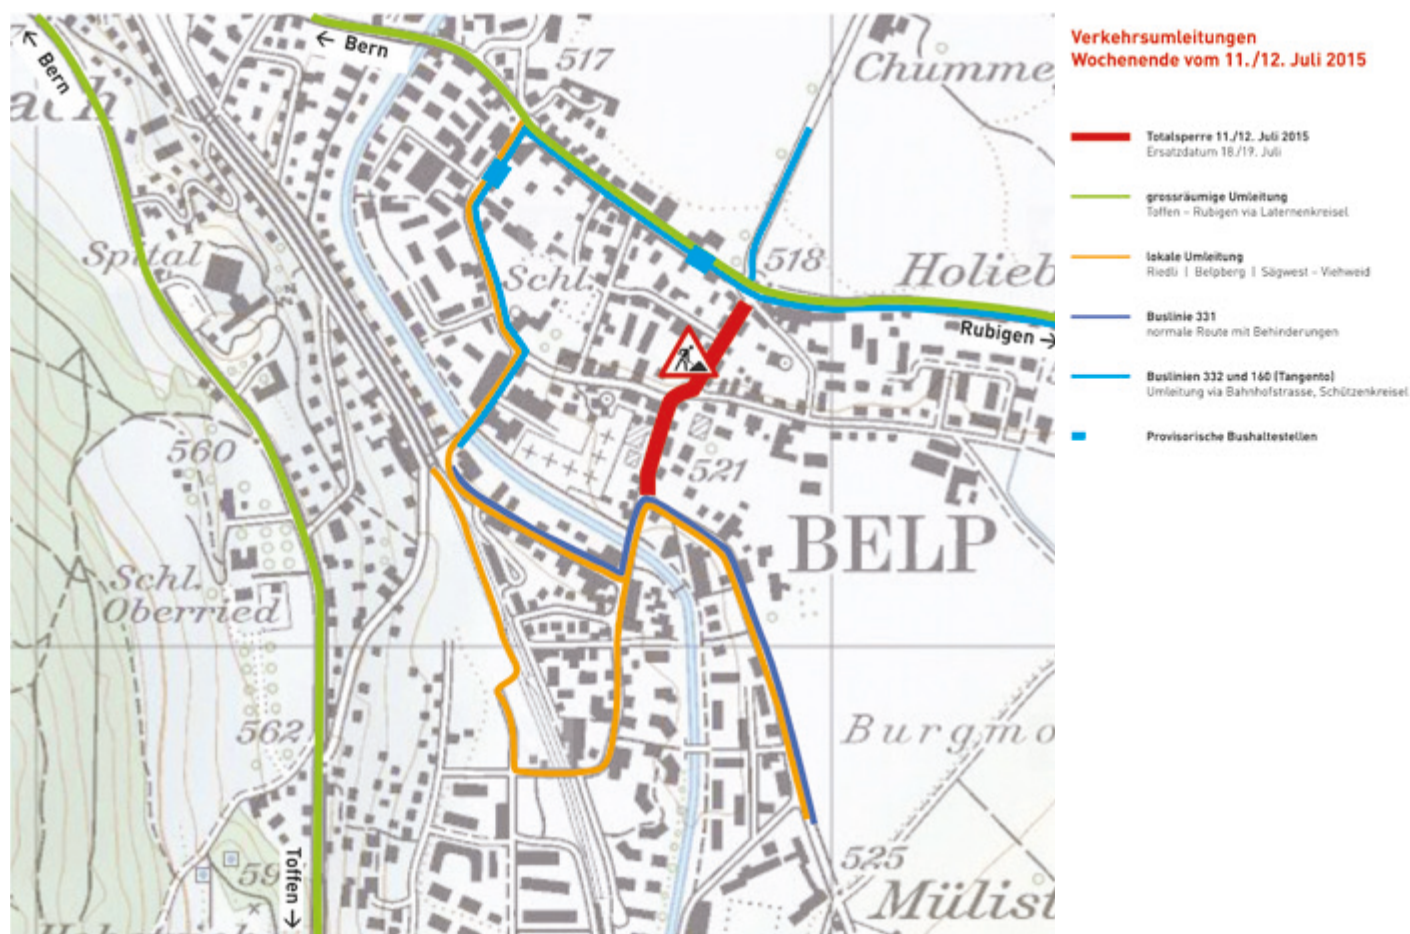 ← Bern
← Bern
517
Chumme
ach
Spital
Schl.
518
Holieb
Rubigen →
560
521
BELP
Schl.
Oberried
562
Burgmo
59
Toffen →
525
Mülist
Verkehrsumleitungen
Wochenende vom 11./12. Juli 2015
Totalsperre 11./12. Juli 2015
Ersatzdatum 18./19. Juli
grossräumige Umleitung
Toffen – Rubigen via Laternenkreisel
lokale Umleitung
Riedli | Belpberg | Sägwest – Viehweid
Buslinie 331
normale Route mit Behinderungen
Buslinien 332 und 160 (Tangento)
Umleitung via Bahnhofstrasse, Schützenkreisel
Provisorische Bushaltestellen